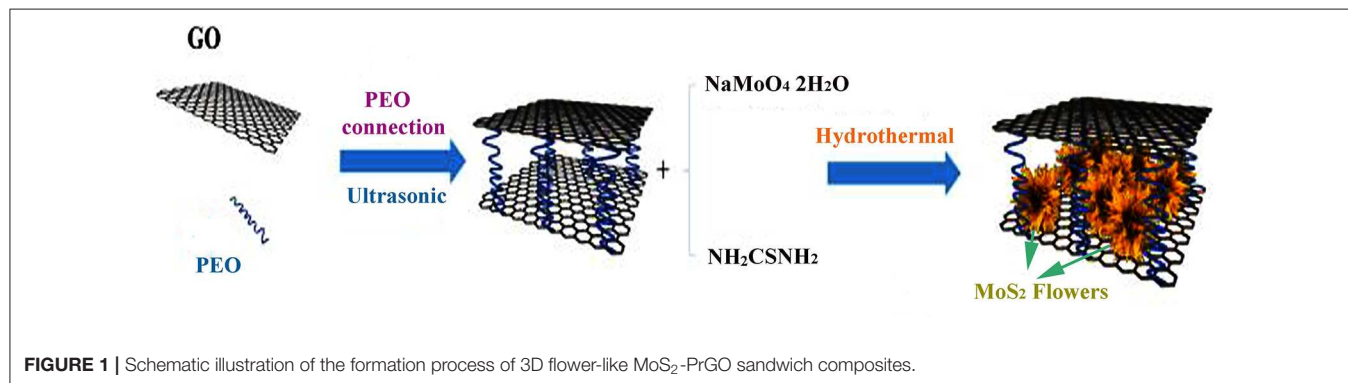 GO
PEO
PEO
connection
Ultrasonic
+
NaMoO₄ 2H₂O
NH₂CSNH₂
Hydrothermal
MoS₂ Flowers
FIGURE 1 | Schematic illustration of the formation process of 3D flower-like MoS₂-PrGO sandwich composites.